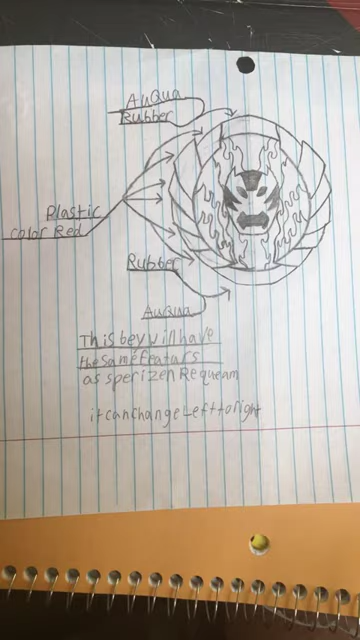 AuQua
Rubber
Plastic
color Red
Rubber
AuQua
This bey will have
the same featurs
as sperizen Requeam
it can change Left to right